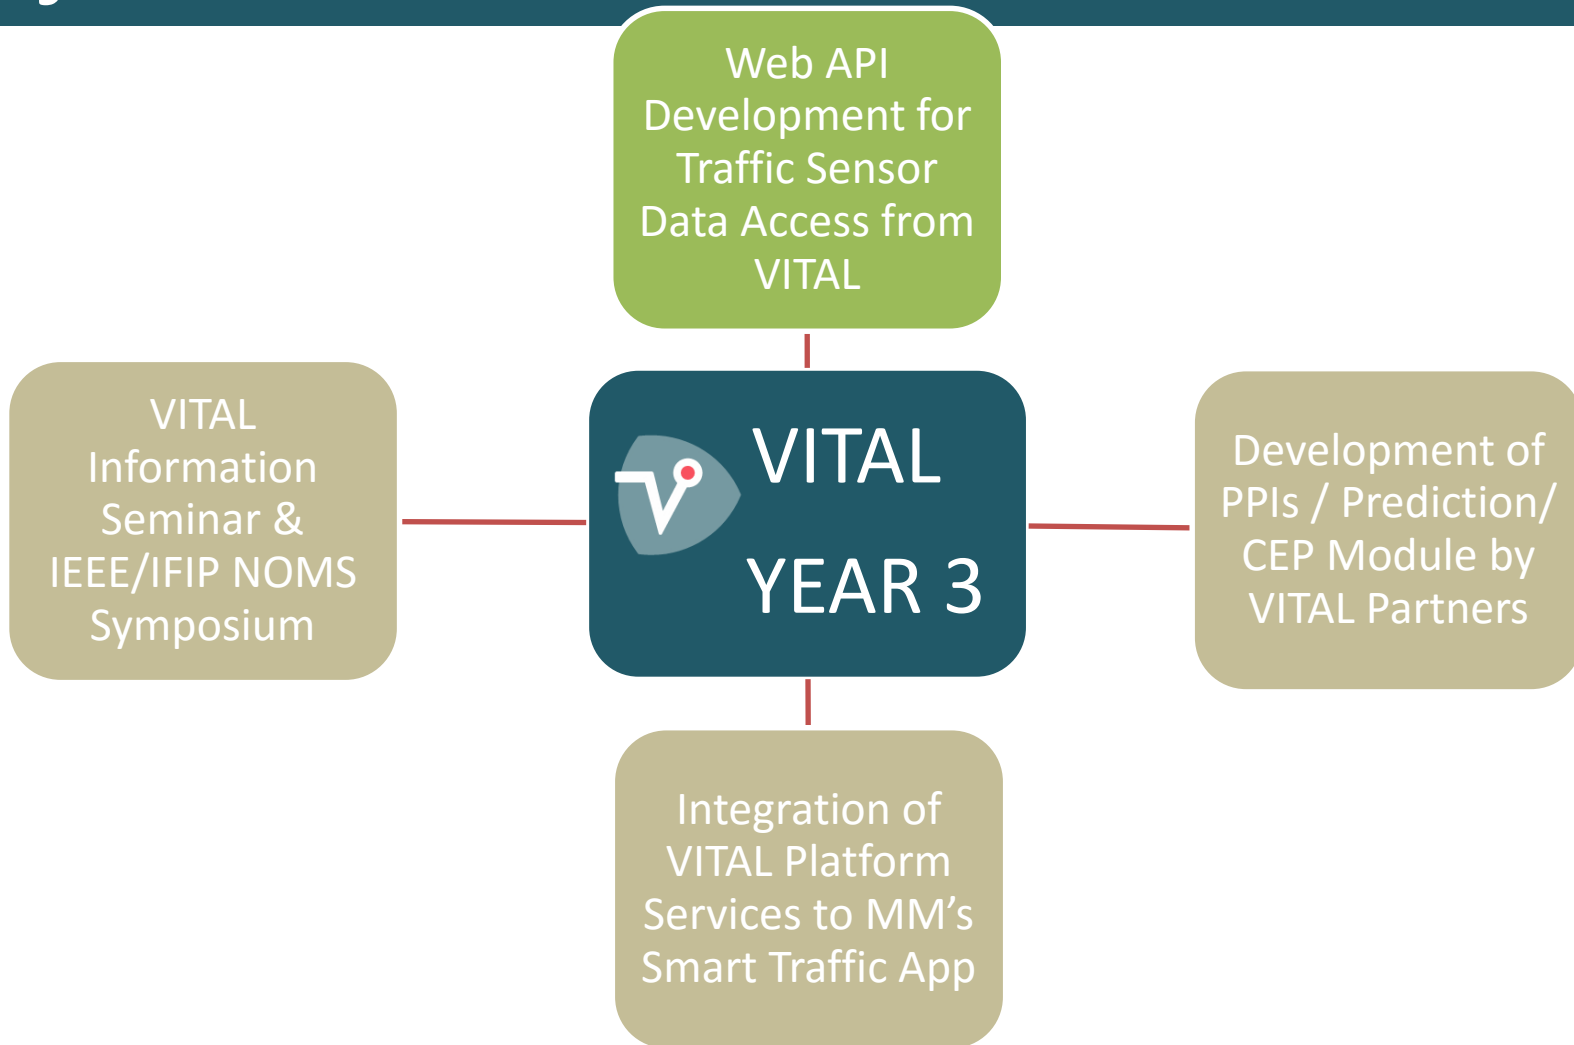 Web API
Development for
Traffic Sensor
Data Access from
VITAL
VITAL
Information
Seminar &
IEEE/IFIP NOMS
Symposium
VITAL
YEAR 3
Development of
PPIs / Prediction/
CEP Module by
VITAL Partners
Integration of
VITAL Platform
Services to MM’s
Smart Traffic App